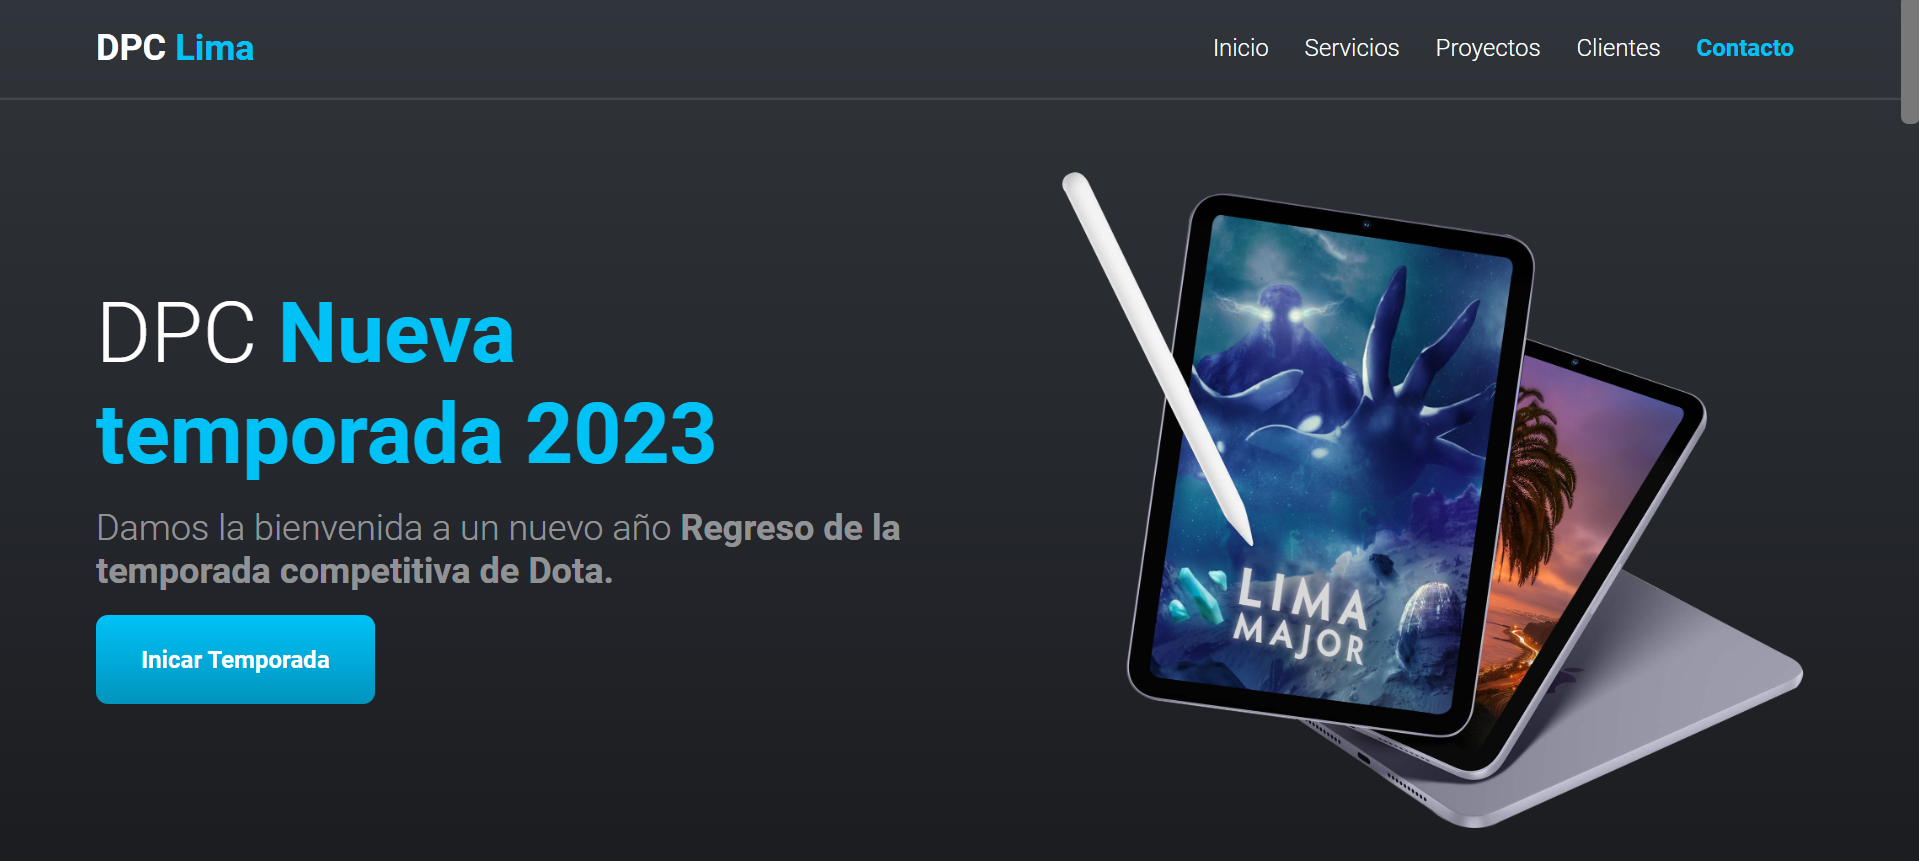 DPC Lima
Inicio Servicios Proyectos Clientes Contacto
DPC Nueva
temporada 2023
Damos la bienvenida a un nuevo año Regreso de la
temporada competitiva de Dota.
Inicar Temporada
LIMA
MAJOR